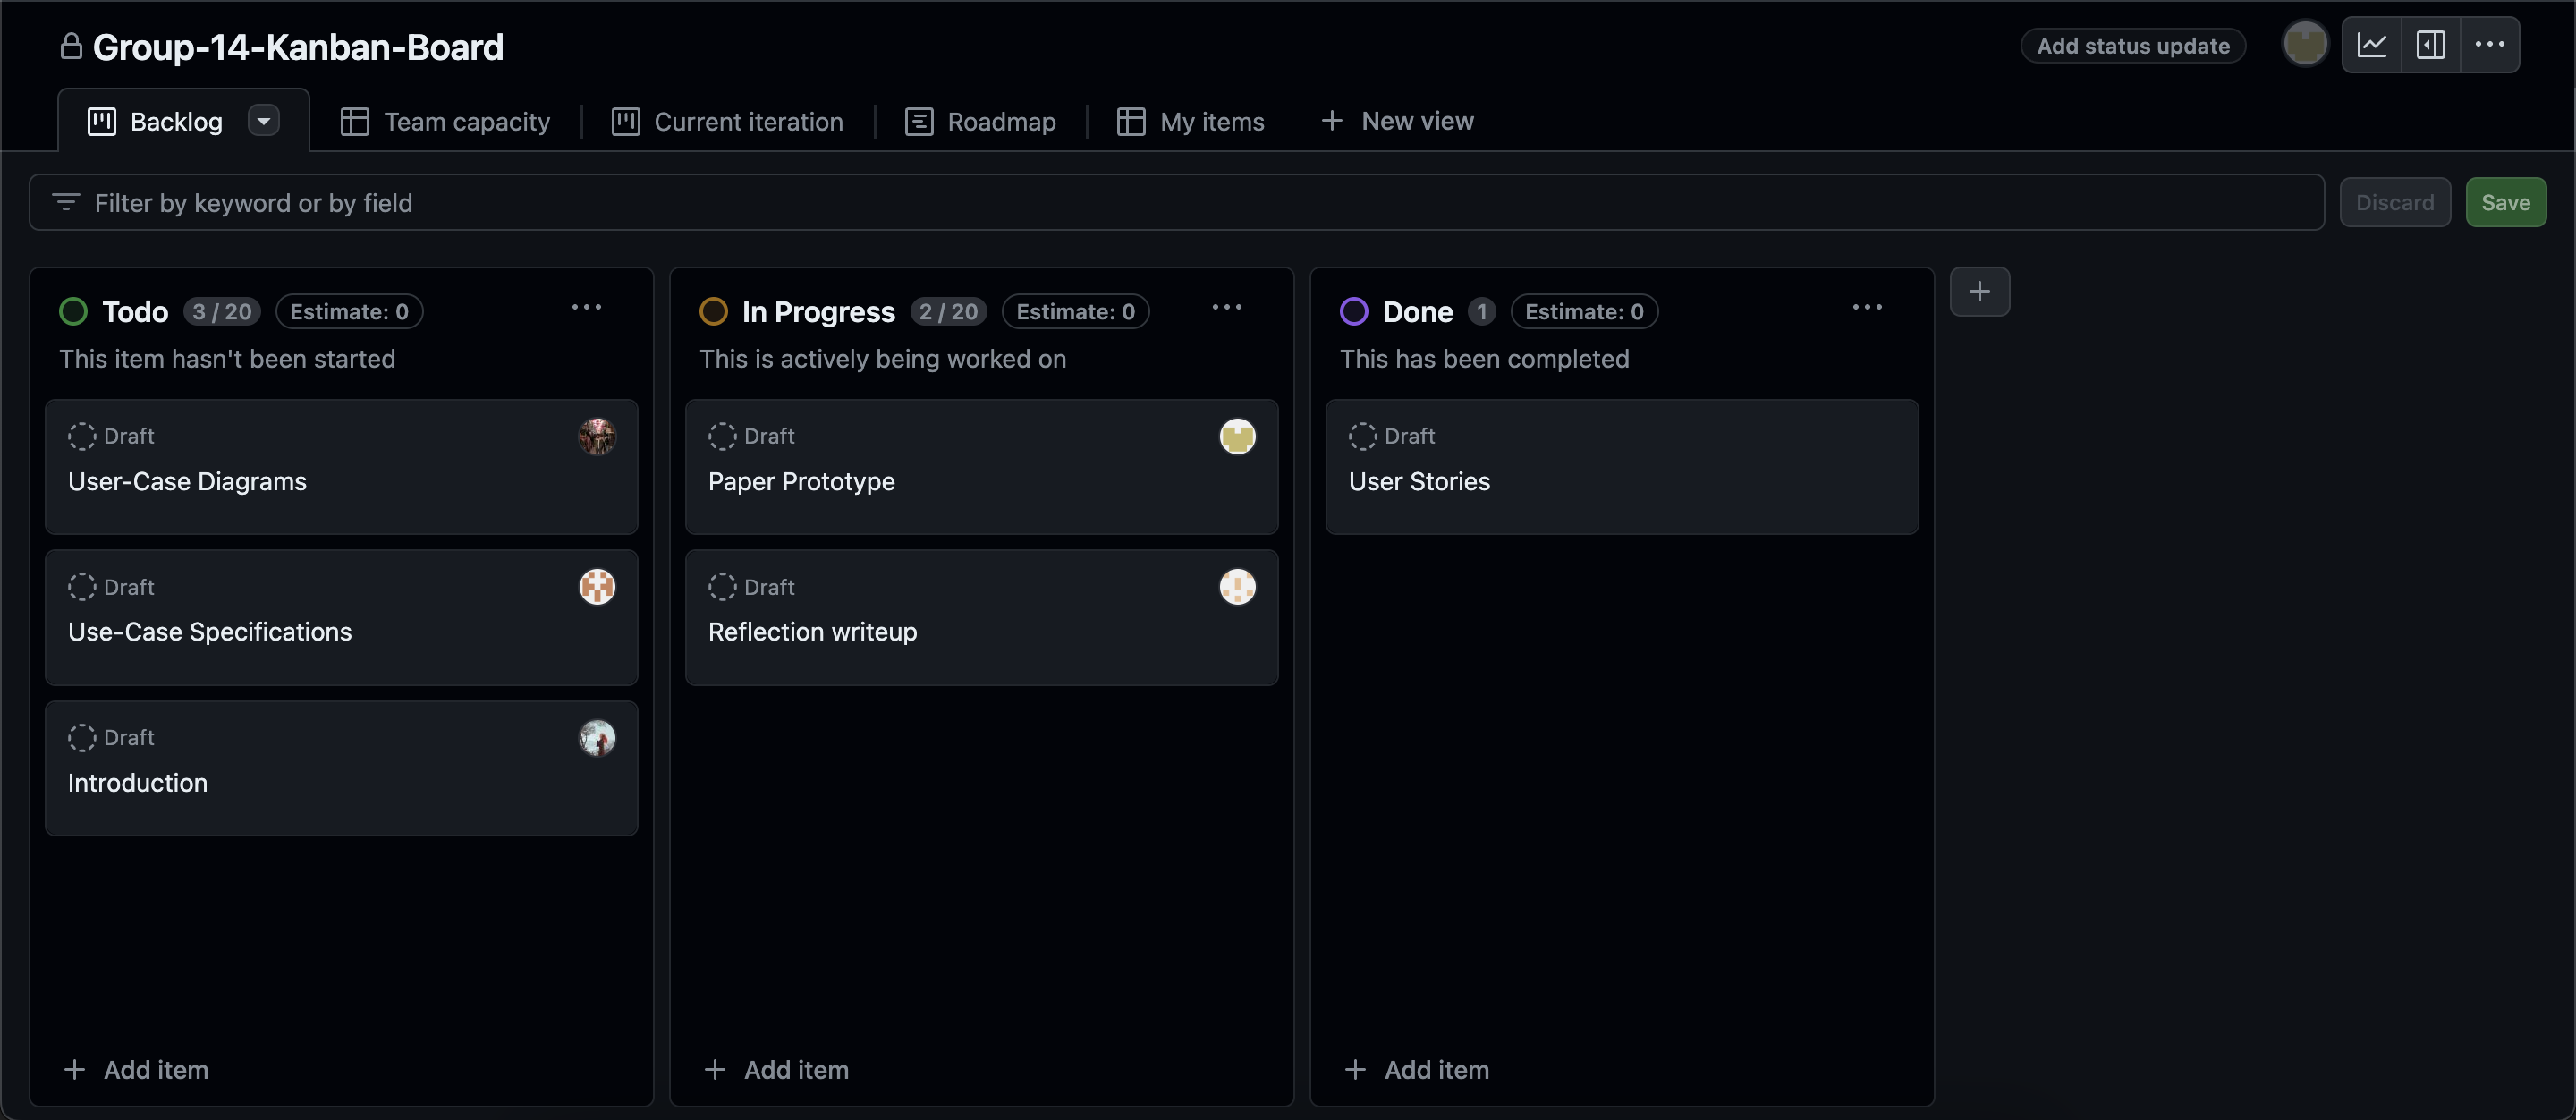 Group-14-Kanban-Board
Add status update
Backlog
Team capacity
Current iteration
Roadmap
My items
New view
Filter by keyword or by field
Discard
Save
Todo 3 / 20 Estimate: 0
This item hasn't been started
Draft
User-Case Diagrams
Draft
Use-Case Specifications
Draft
Introduction
Add item
In Progress 2 / 20 Estimate: 0
This is actively being worked on
Draft
Paper Prototype
Draft
Reflection writeup
Add item
Done 1 Estimate: 0
This has been completed
Draft
User Stories
Add item